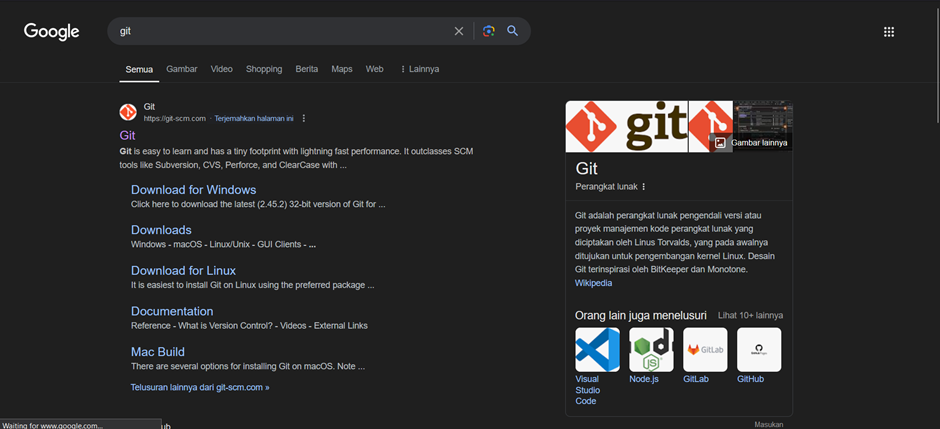 Google
git
Semua Gambar Video Shopping Berita Maps Web Lainnya
Git
https://git-scm.com · Terjemahkan halaman ini
Git
Git is easy to learn and has a tiny footprint with lightning fast performance. It outclasses SCM
tools like Subversion, CVS, Perforce, and ClearCase with ...
Download for Windows
Click here to download the latest (2.45.2) 32-bit version of Git for ...
Downloads
Windows - macOS - Linux/Unix - GUI Clients - ...
Download for Linux
It is easiest to install Git on Linux using the preferred package ...
Documentation
Reference - What is Version Control? - Videos - External Links
Mac Build
There are several options for installing Git on macOS. Note ...
Telusuran lainnya dari git-scm.com »
Waiting for www.google.com...
ub
git
Gambar lainnya
Git
Perangkat lunak
Git adalah perangkat lunak pengendali versi atau
proyek manajemen kode perangkat lunak yang
diciptakan oleh Linus Torvalds, yang pada awalnya
ditujukan untuk pengembangan kernel Linux. Desain
Git terinspirasi oleh BitKeeper dan Monotone.
Wikipedia
Orang lain juga menelusuri Lihat 10+ lainnya
GitLab
Visual
Studio
Code
Node.js
GitLab
GitHub
Masukan